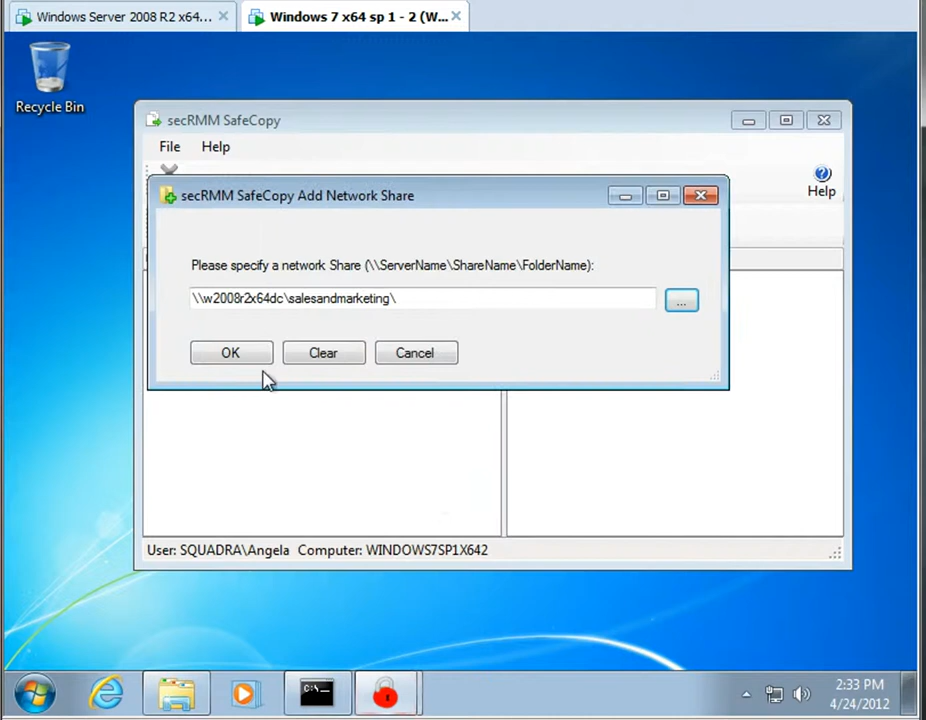 Windows Server 2008 R2 x64...
Windows 7 x64 sp 1 - 2 (W...
Recycle Bin
secRMM SafeCopy
File Help
Help
secRMM SafeCopy Add Network Share
Please specify a network Share (\\ServerName\ShareName\FolderName):
\\w2008r2x64dc\salesandmarketing\
...
OK Clear Cancel
User: SQUADRA\Angela Computer: WINDOWS7SP1X642
C:\_
2:33 PM
4/24/2012